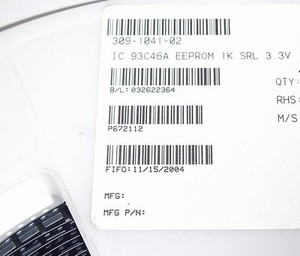 309-1041-02
IC 93C46A EEPROM 1K SRL 3.3V
QTY:
B/L: 032622364
RHS:
M/S
P672112
FIFO: 11/15/2004
MFG:
MFG P/N: